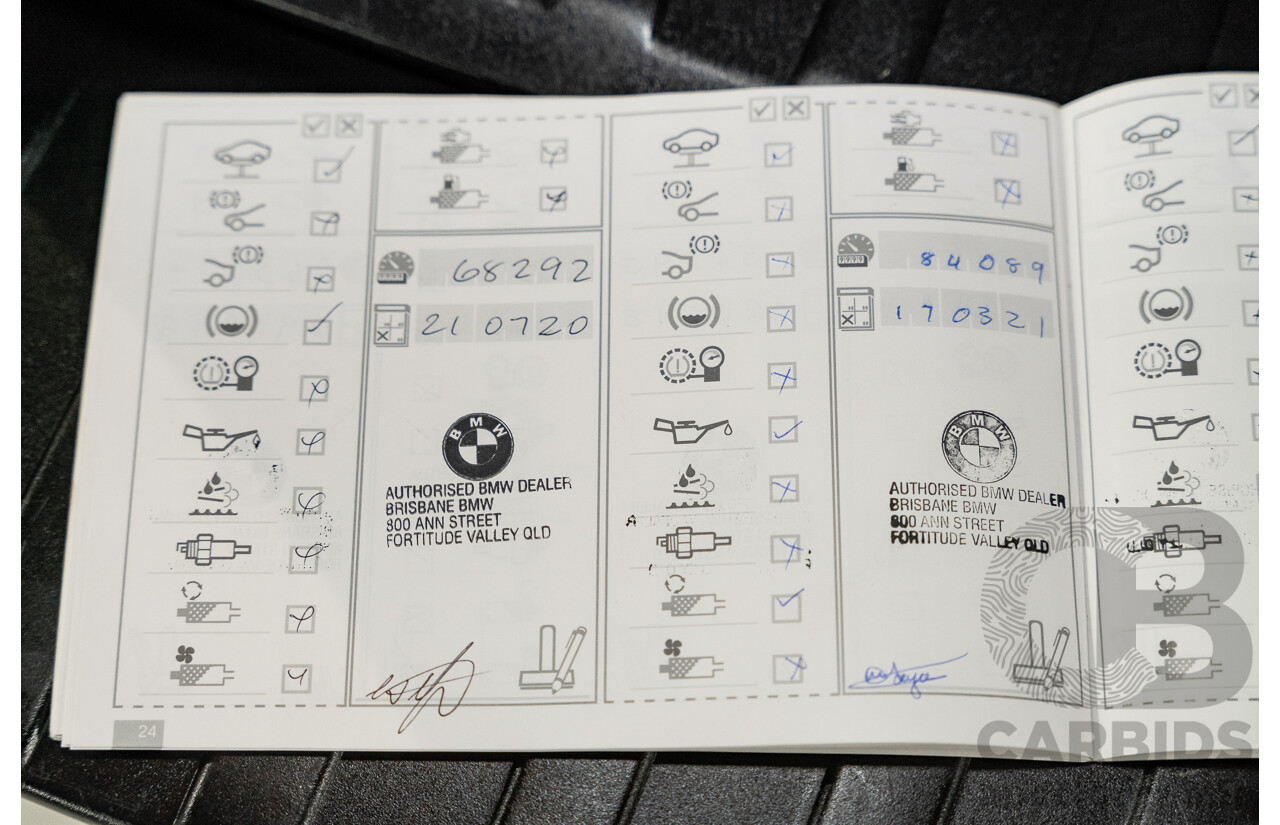 68292
210720
BMW
AUTHORISED BMW DEALER
BRISBANE BMW
800 ANN STREET
FORTITUDE VALLEY QLD
24
84089
170321
BMW
AUTHORISED BMW DEALER
BRISBANE BMW
800 ANN STREET
FORTITUDE VALLEY QLD
CB
CARBIDS